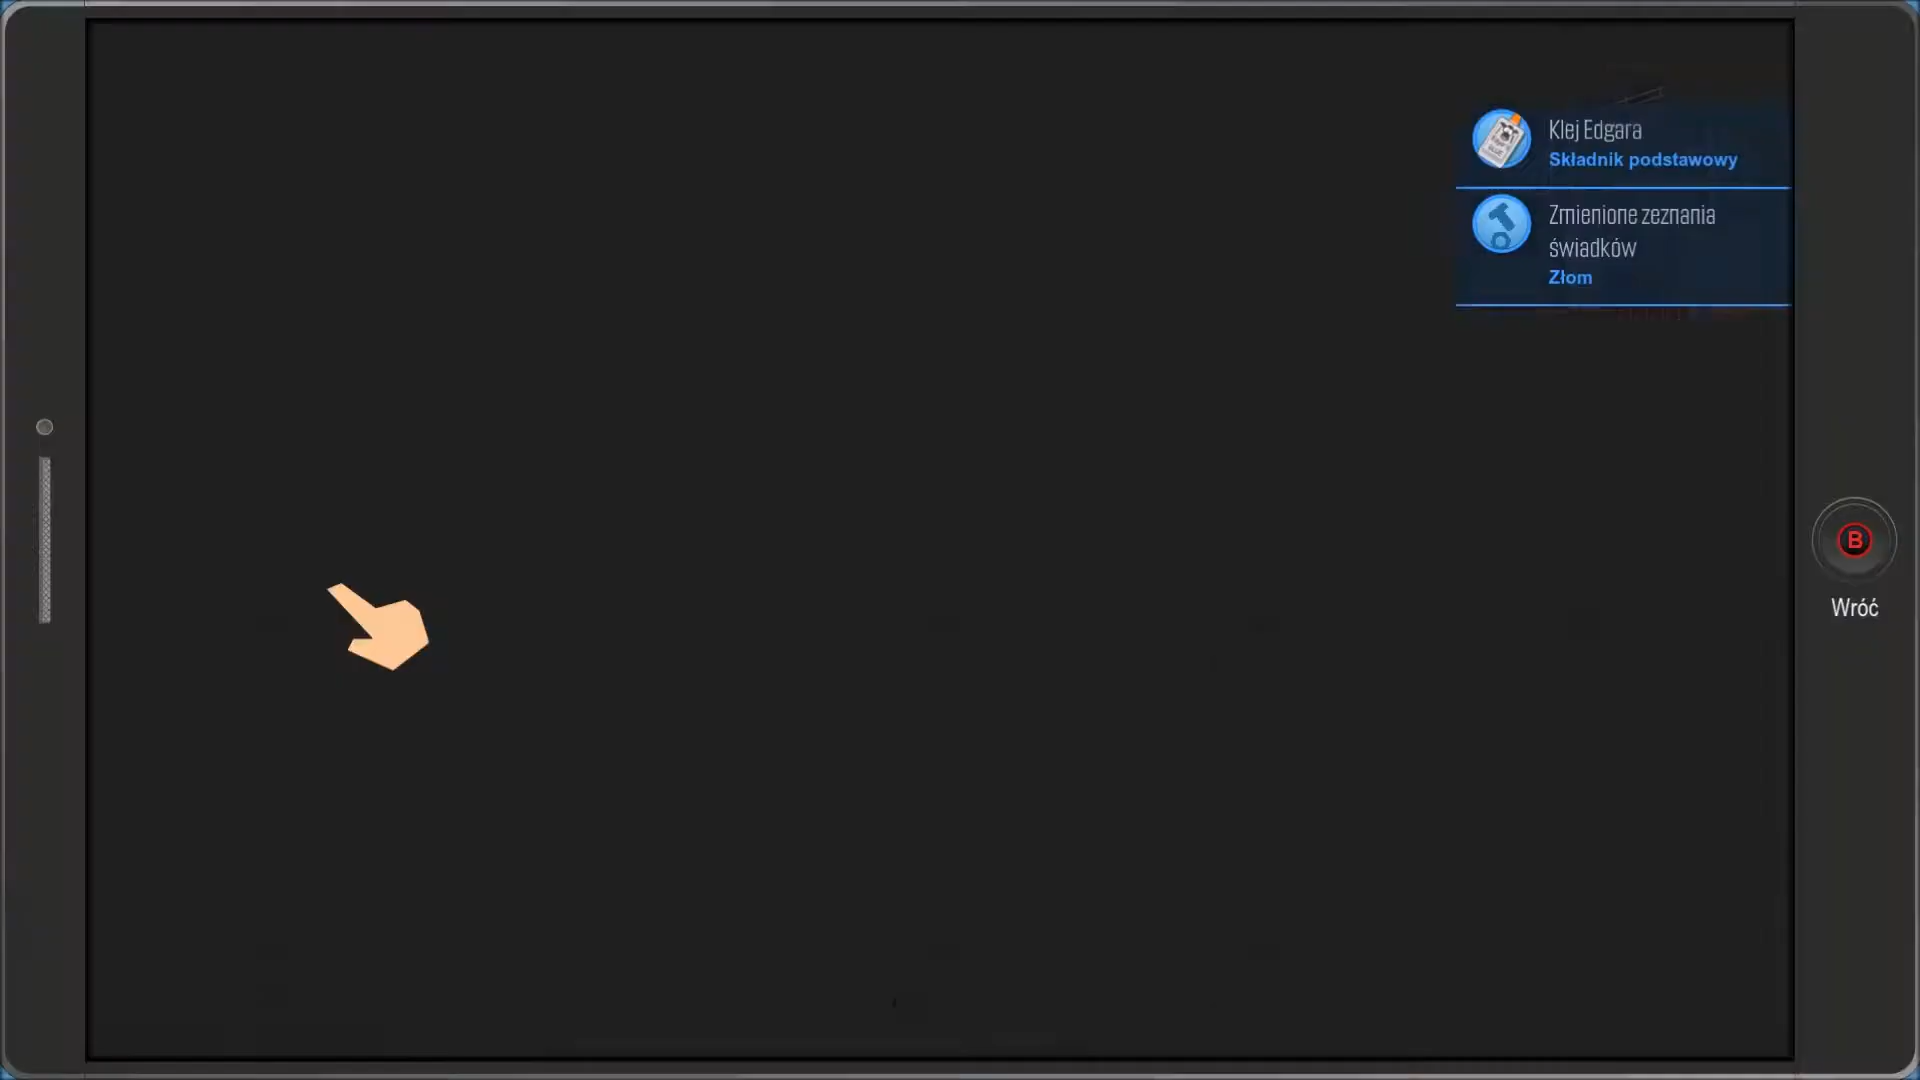 Klej Edgara
Składnik podstawowy
Zmienione zeznania
świadków
Złom
B
Wróć